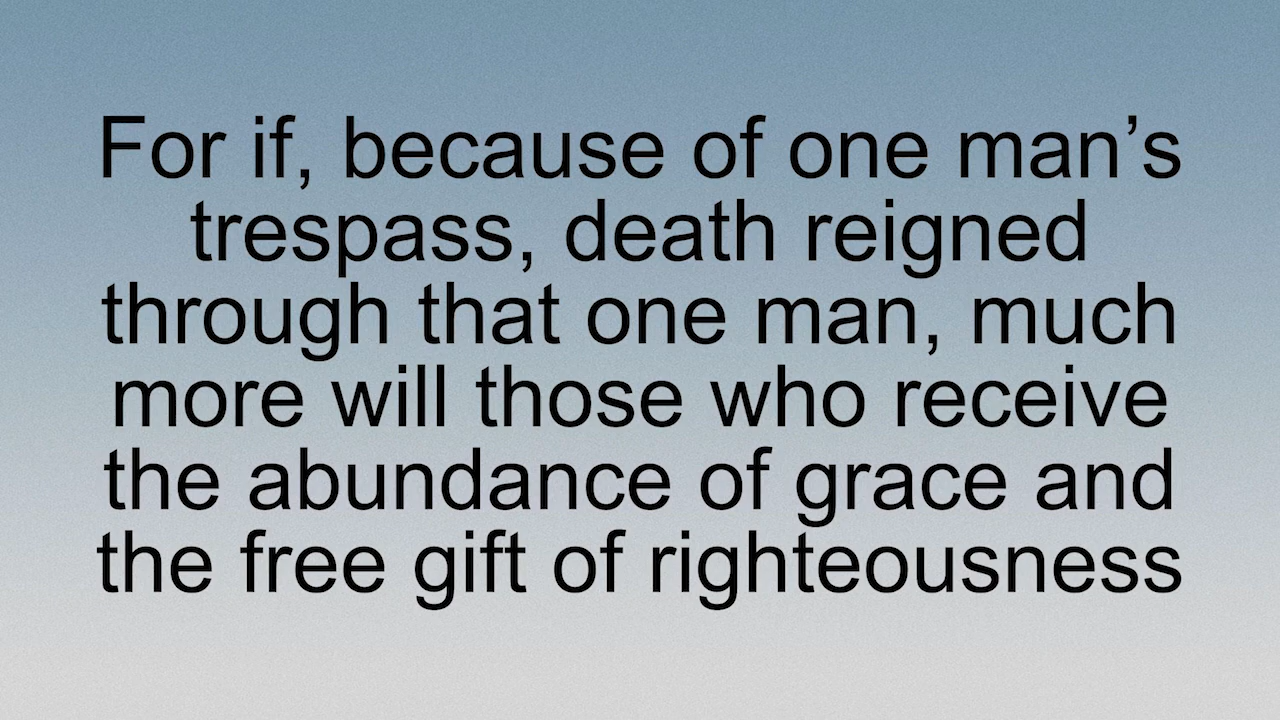 For if, because of one man’s
trespass, death reigned
through that one man, much
more will those who receive
the abundance of grace and
the free gift of righteousness